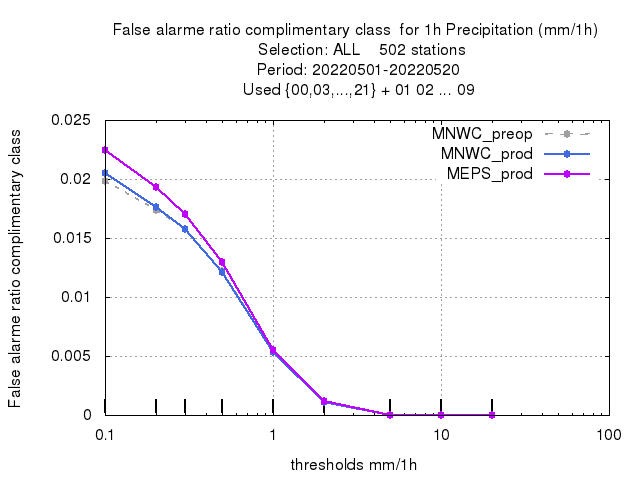 False alarme ratio complimentary class  for 1h Precipitation (mm/1h)
Selection: ALL    502 stations
Period: 20220501-20220520
Used {00,03,...,21} + 01 02 ... 09
MNWC_preop
MNWC_prod
MEPS_prod
False alarme ratio complimentary class
0.025
0.02
0.015
0.01
0.005
0
0.1
1
10
100
thresholds mm/1h